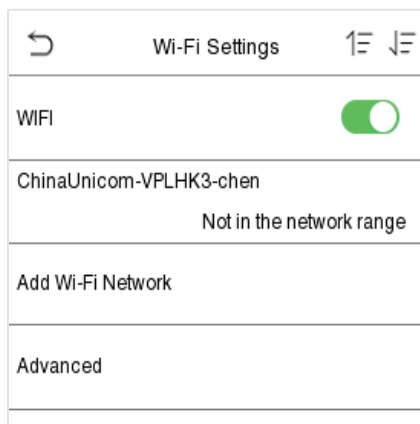 Wi-Fi Settings
WIFI
ChinaUnicom-VPLHK3-chen
Not in the network range
Add Wi-Fi Network
Advanced